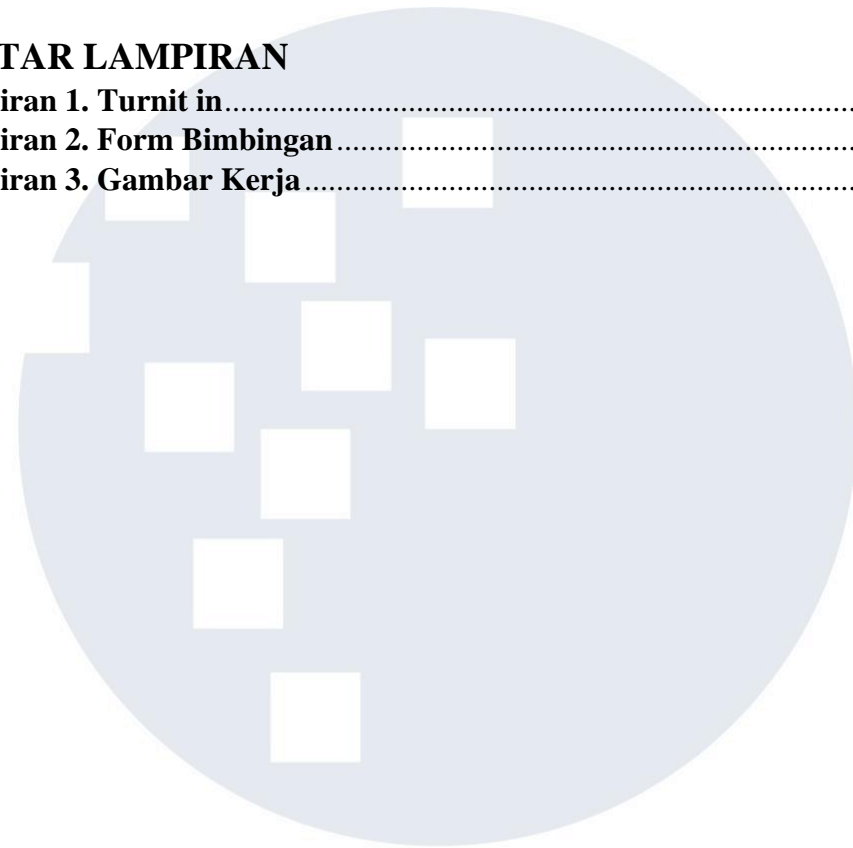 TAR LAMPIRAN
iran 1. Turnit in........................................................................................
iran 2. Form Bimbingan........................................................................
iran 3. Gambar Kerja............................................................................